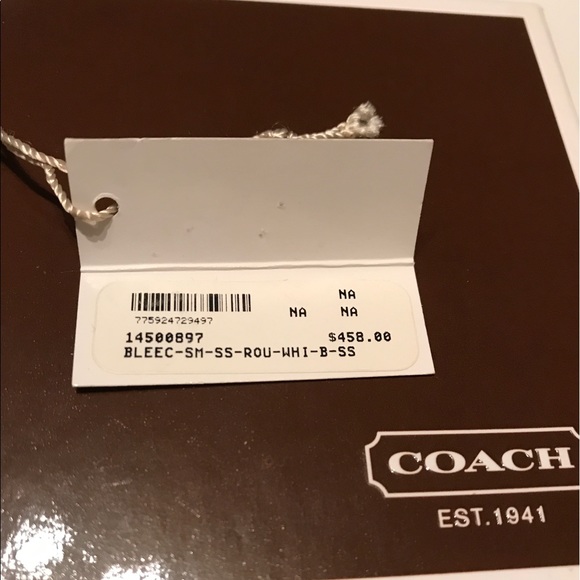 NA
NA NA
775924729497
14500897 $458.00
BLEEC-SM-SS-ROU-WHI-B-SS
COACH
EST.1941